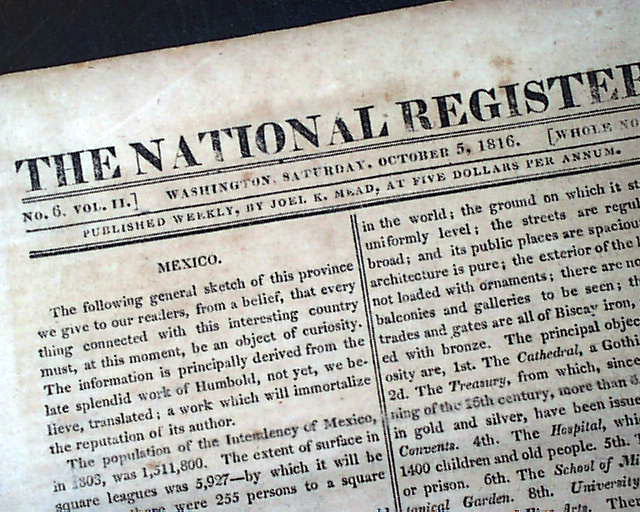 THE NATIONAL REGISTER
No. 6. VOL. II.] WASHINGTON, SATURDAY, OCTOBER 5, 1816. [WHOLE NO
PUBLISHED WEEKLY, BY JOEL K. MEAD, AT FIVE DOLLARS PER ANNUM.
MEXICO.
The following general sketch of this province
we give to our readers, from a belief, that every
thing connected with this interesting country
must, at this moment, be an object of curiosity.
The information is principally derived from the
late splendid work of Humbold, not yet, we be-
lieve, translated; a work which will immortalize
the reputation of its author.
The population of the Intendency of Mexico,
in 1803, was 1,511,800. The extent of surface in
square leagues was 5,927—by which it will be
there were 255 persons to a square
in the world; the ground on which it st
uniformly level; the streets are regul
broad; and its public places are spaciou
architecture is pure; the exterior of the
not loaded with ornaments; there are no
balconies and galleries to be seen; t
trades and gates are all of Biscay iron,
ed with bronze. The principal objec
osity are, 1st. The Cathedral, a Gothi
2d. The Treasury, from which, since
ning of the 16th century, more than
in gold and silver, have been issue
Convents. 4th. The Hospital, whi
1400 children and old people. 5th.
or prison. 6th. The School of Mi
tanical Garden. 8th. University
Fine Arts. The